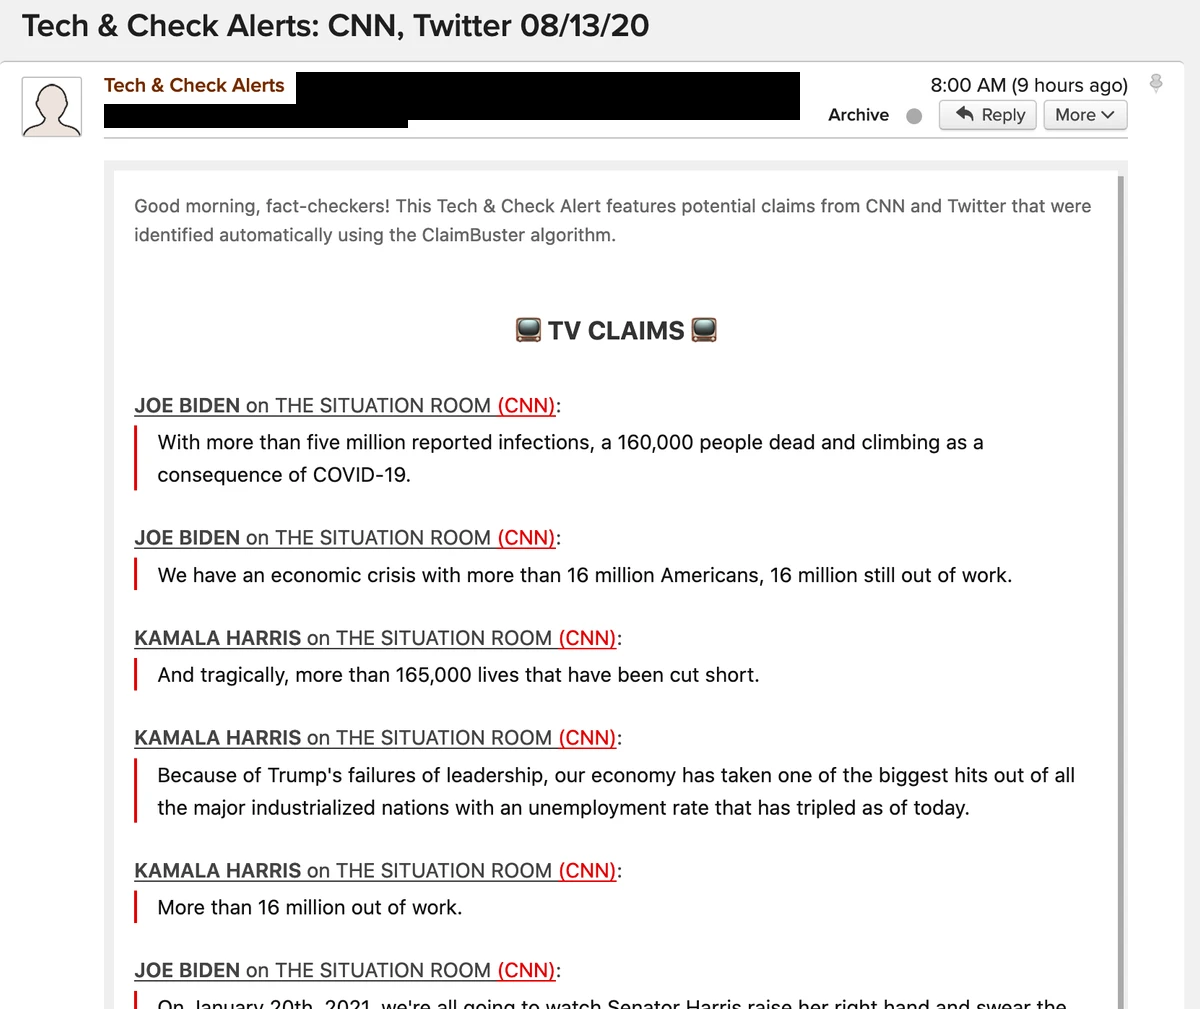 Tech & Check Alerts: CNN, Twitter 08/13/20
Tech & Check Alerts
8:00 AM (9 hours ago)
Archive
Reply
More
Good morning, fact-checkers! This Tech & Check Alert features potential claims from CNN and Twitter that were
identified automatically using the ClaimBuster algorithm.
TV CLAIMS
JOE BIDEN on THE SITUATION ROOM (CNN):
With more than five million reported infections, a 160,000 people dead and climbing as a
consequence of COVID-19.
JOE BIDEN on THE SITUATION ROOM (CNN):
We have an economic crisis with more than 16 million Americans, 16 million still out of work.
KAMALA HARRIS on THE SITUATION ROOM (CNN):
And tragically, more than 165,000 lives that have been cut short.
KAMALA HARRIS on THE SITUATION ROOM (CNN):
Because of Trump's failures of leadership, our economy has taken one of the biggest hits out of all
the major industrialized nations with an unemployment rate that has tripled as of today.
KAMALA HARRIS on THE SITUATION ROOM (CNN):
More than 16 million out of work.
JOE BIDEN on THE SITUATION ROOM (CNN):
On January 20th, 2021, we're all going to watch Senator Harris raise her right hand and swear the